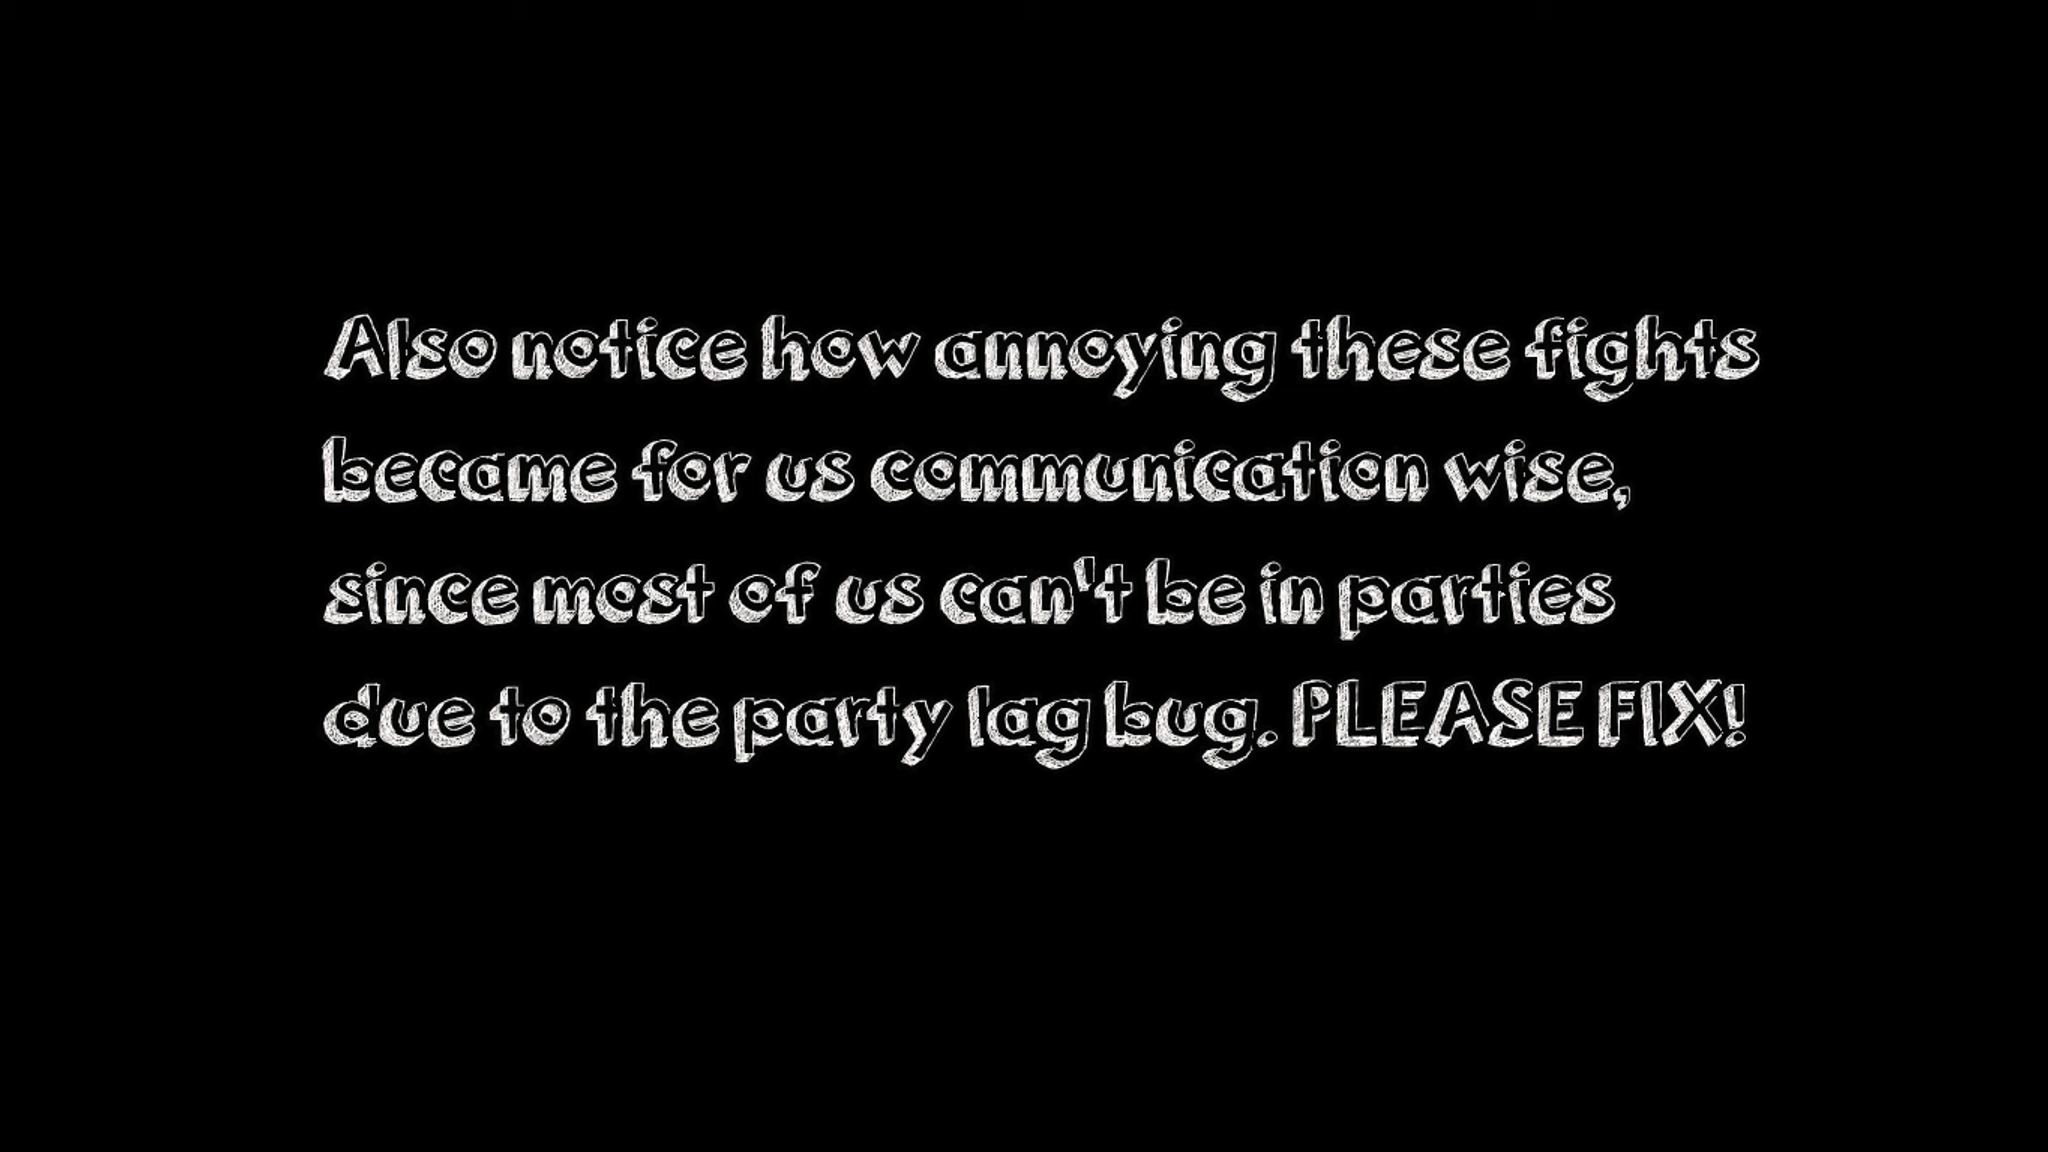 Also notice how annoying these fights
became for us communication wise,
since most of us can't be in parties
due to the party lag bug. PLEASE FIX!